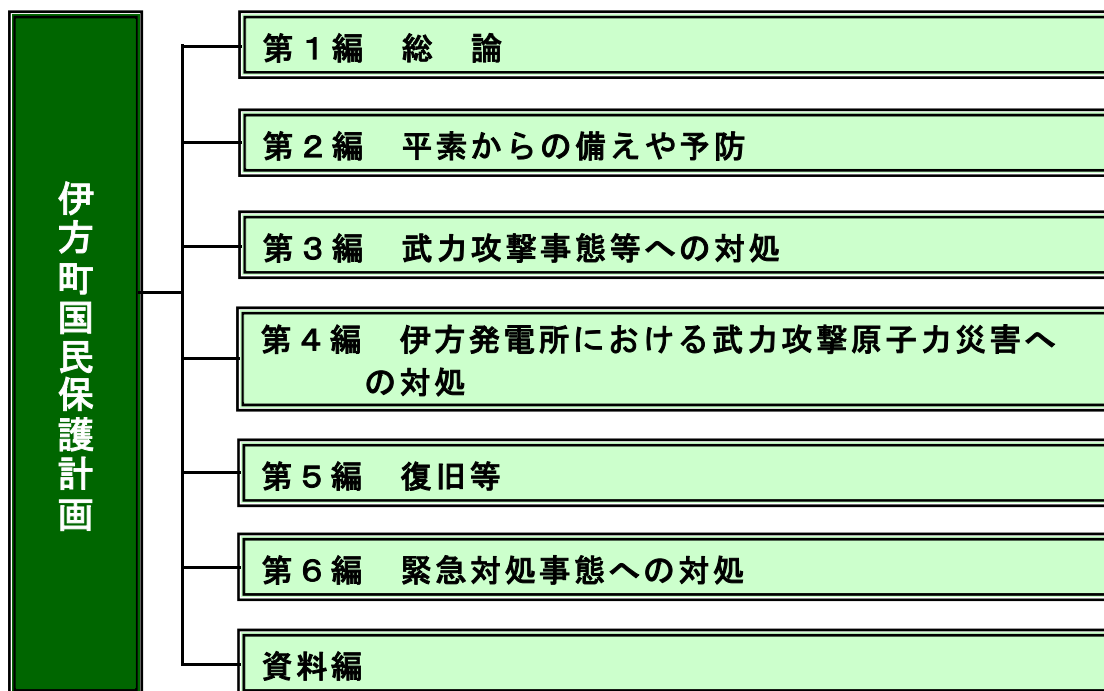 伊方町国民保護計画
第1編　総　論
第2編　平素からの備えや予防
第3編　武力攻撃事態等への対処
第4編　伊方発電所における武力攻撃原子力災害へ
の対処
第5編　復旧等
第6編　緊急対処事態への対処
資料編